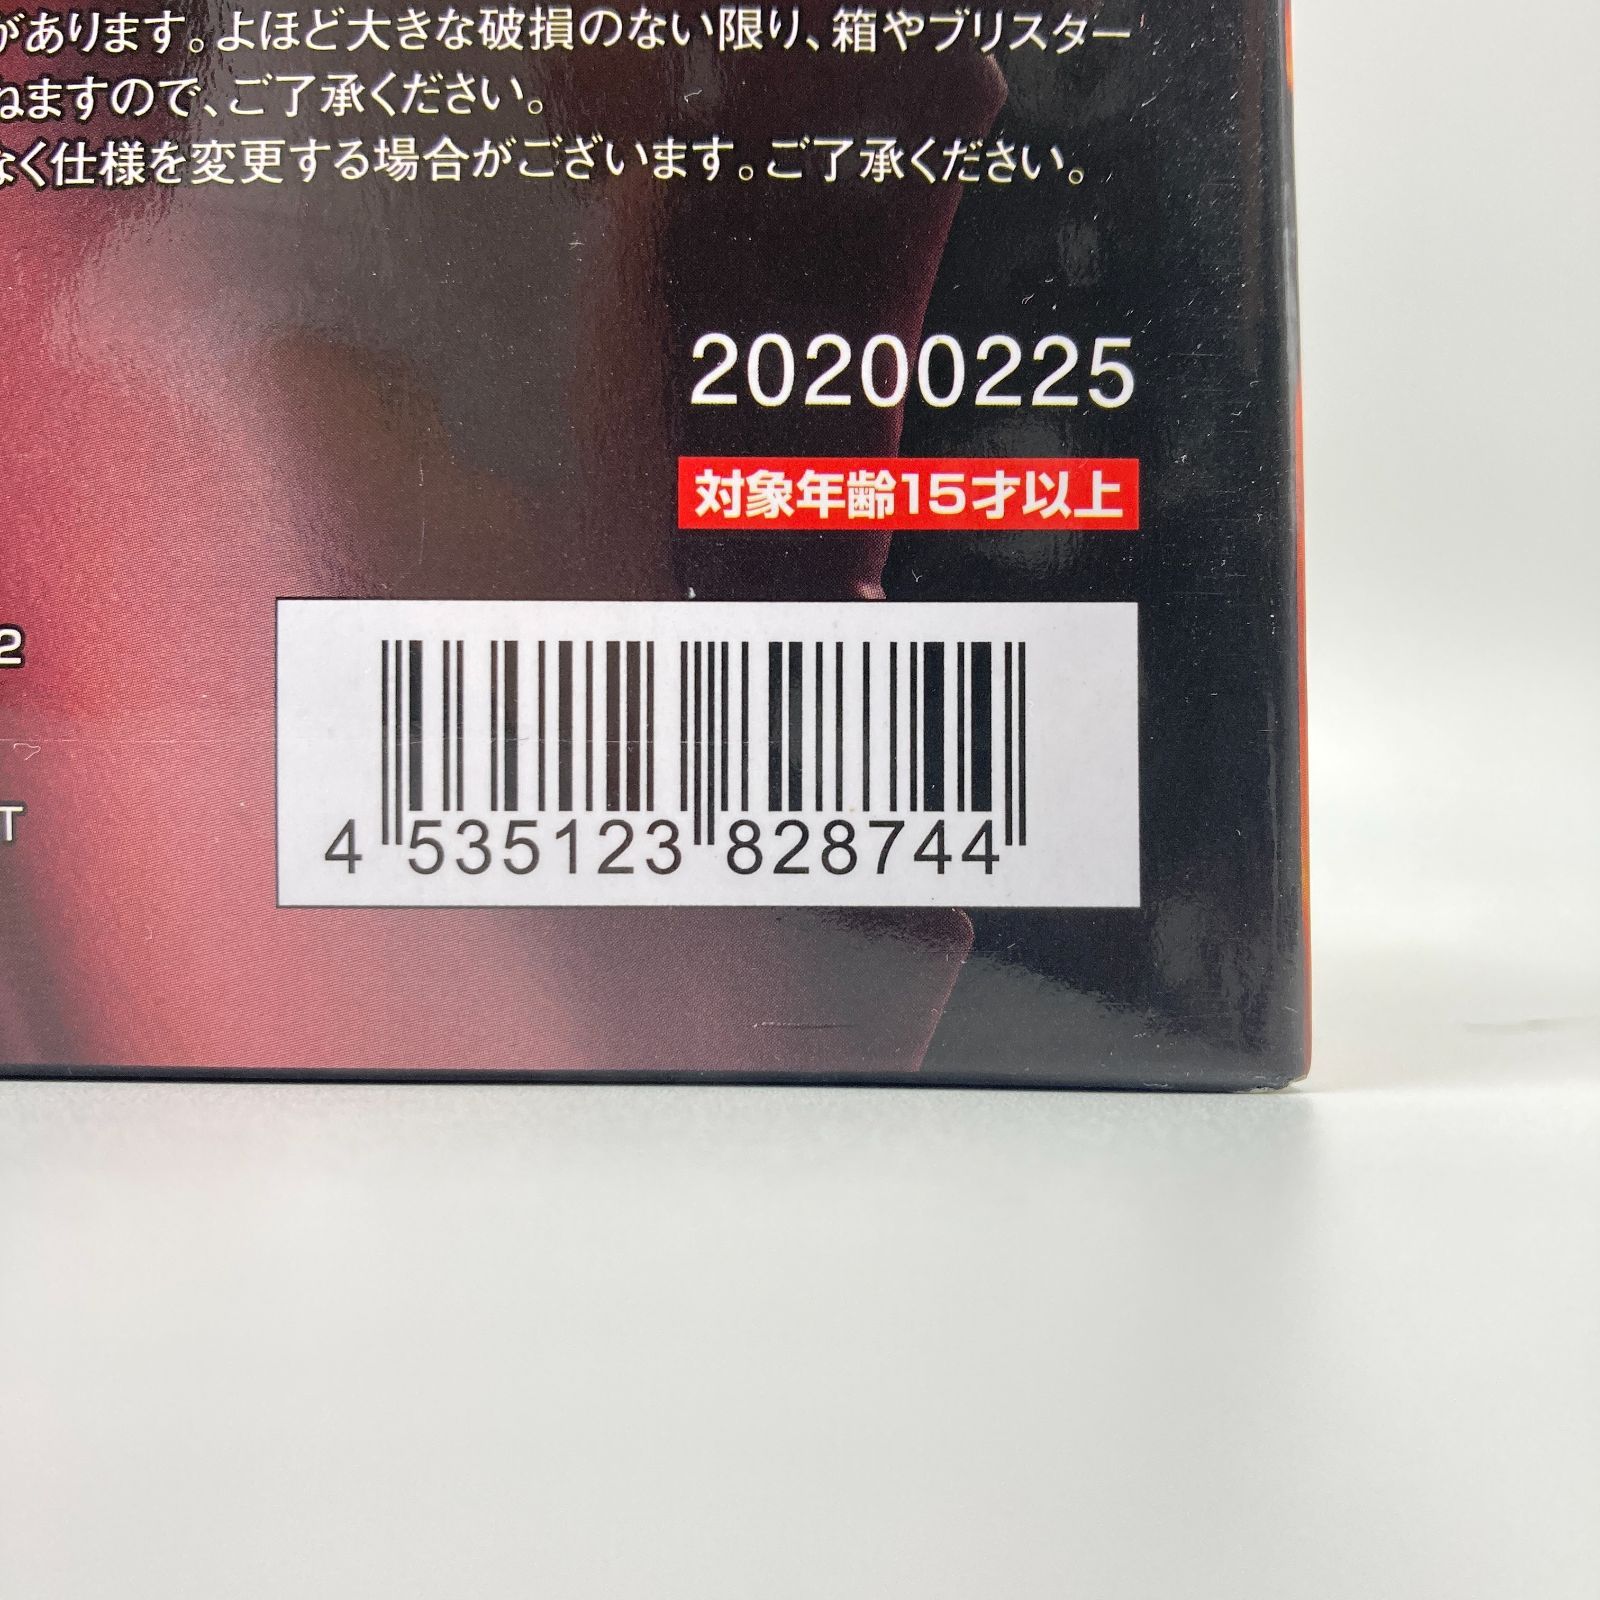 があります。よほど大きな破損のない限り、箱やブリスター
ねますので、ご了承ください。
なく仕様を変更する場合がございます。ご了承ください。
20200225
対象年齢15才以上
2
T
4 535123 828744